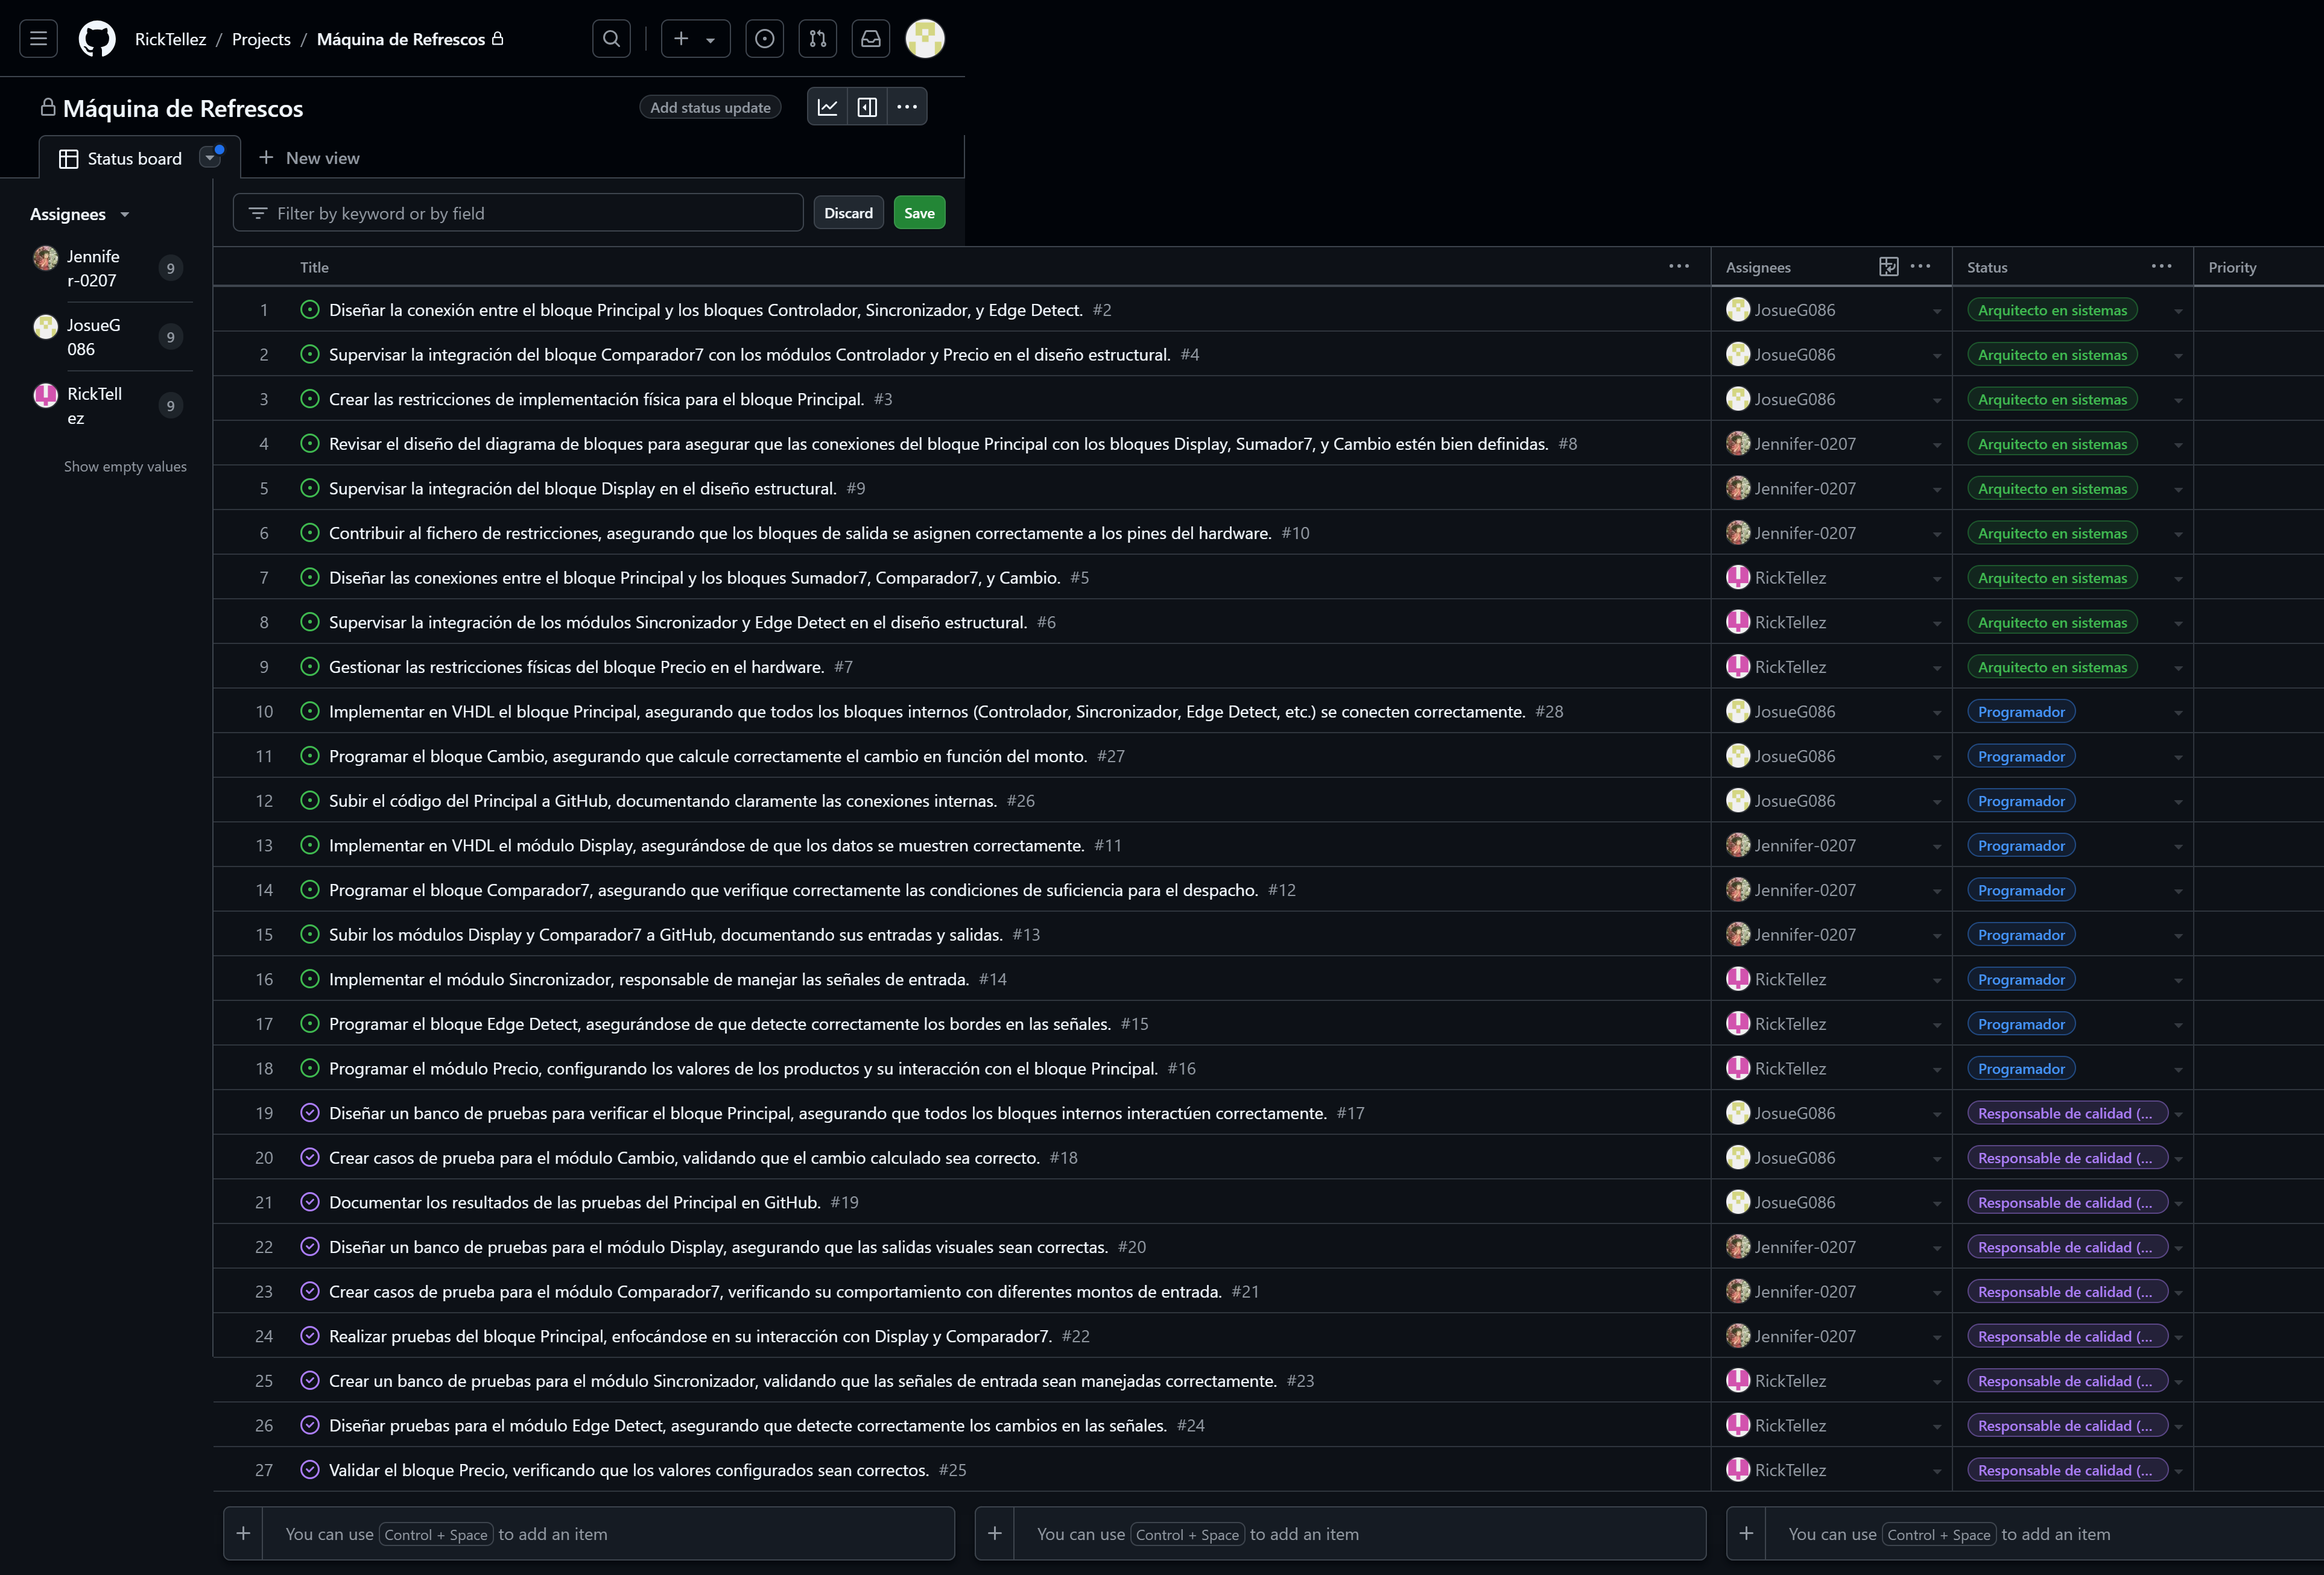 RickTellez / Projects / Máquina de Refrescos
Máquina de Refrescos
Add status update
Status board
New view
Assignees
Jennife
r-0207
9
JosueG
086
9
RickTell
ez
9
Show empty values
Filter by keyword or by field
Discard
Save
Title Assignees Status Priority
1 Diseñar la conexión entre el bloque Principal y los bloques Controlador, Sincronizador, y Edge Detect. #2 JosueG086 Arquitecto en sistemas
2 Supervisar la integración del bloque Comparador7 con los módulos Controlador y Precio en el diseño estructural. #4 JosueG086 Arquitecto en sistemas
3 Crear las restricciones de implementación física para el bloque Principal. #3 JosueG086 Arquitecto en sistemas
4 Revisar el diseño del diagrama de bloques para asegurar que las conexiones del bloque Principal con los bloques Display, Sumador7, y Cambio estén bien definidas. #8 Jennifer-0207 Arquitecto en sistemas
5 Supervisar la integración del bloque Display en el diseño estructural. #9 Jennifer-0207 Arquitecto en sistemas
6 Contribuir al fichero de restricciones, asegurando que los bloques de salida se asignen correctamente a los pines del hardware. #10 Jennifer-0207 Arquitecto en sistemas
7 Diseñar las conexiones entre el bloque Principal y los bloques Sumador7, Comparador7, y Cambio. #5 RickTellez Arquitecto en sistemas
8 Supervisar la integración de los módulos Sincronizador y Edge Detect en el diseño estructural. #6 RickTellez Arquitecto en sistemas
9 Gestionar las restricciones físicas del bloque Precio en el hardware. #7 RickTellez Arquitecto en sistemas
10 Implementar en VHDL el bloque Principal, asegurando que todos los bloques internos (Controlador, Sincronizador, Edge Detect, etc.) se conecten correctamente. #28 JosueG086 Programador
11 Programar el bloque Cambio, asegurando que calcule correctamente el cambio en función del monto. #27 JosueG086 Programador
12 Subir el código del Principal a GitHub, documentando claramente las conexiones internas. #26 JosueG086 Programador
13 Implementar en VHDL el módulo Display, asegurándose de que los datos se muestren correctamente. #11 Jennifer-0207 Programador
14 Programar el bloque Comparador7, asegurando que verifique correctamente las condiciones de suficiencia para el despacho. #12 Jennifer-0207 Programador
15 Subir los módulos Display y Comparador7 a GitHub, documentando sus entradas y salidas. #13 Jennifer-0207 Programador
16 Implementar el módulo Sincronizador, responsable de manejar las señales de entrada. #14 RickTellez Programador
17 Programar el bloque Edge Detect, asegurándose de que detecte correctamente los bordes en las señales. #15 RickTellez Programador
18 Programar el módulo Precio, configurando los valores de los productos y su interacción con el bloque Principal. #16 RickTellez Programador
19 Diseñar un banco de pruebas para verificar el bloque Principal, asegurando que todos los bloques internos interactúen correctamente. #17 JosueG086 Responsable de calidad (...
20 Crear casos de prueba para el módulo Cambio, validando que el cambio calculado sea correcto. #18 JosueG086 Responsable de calidad (...
21 Documentar los resultados de las pruebas del Principal en GitHub. #19 JosueG086 Responsable de calidad (...
22 Diseñar un banco de pruebas para el módulo Display, asegurando que las salidas visuales sean correctas. #20 Jennifer-0207 Responsable de calidad (...
23 Crear casos de prueba para el módulo Comparador7, verificando su comportamiento con diferentes montos de entrada. #21 Jennifer-0207 Responsable de calidad (...
24 Realizar pruebas del bloque Principal, enfocándose en su interacción con Display y Comparador7. #22 Jennifer-0207 Responsable de calidad (...
25 Crear un banco de pruebas para el módulo Sincronizador, validando que las señales de entrada sean manejadas correctamente. #23 RickTellez Responsable de calidad (...
26 Diseñar pruebas para el módulo Edge Detect, asegurando que detecte correctamente los cambios en las señales. #24 RickTellez Responsable de calidad (...
27 Validar el bloque Precio, verificando que los valores configurados sean correctos. #25 RickTellez Responsable de calidad (...
You can use Control + Space to add an item
You can use Control + Space to add an item
You can use Control + Space to add an item